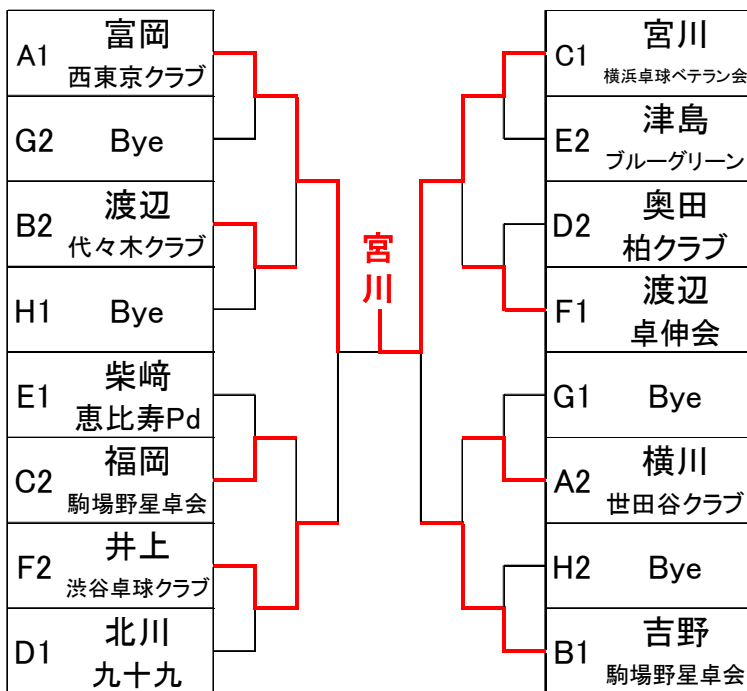 A1
富岡
西東京クラブ
G2
Bye
B2
渡辺
代々木クラブ
H1
Bye
E1
柴﨑
恵比寿Pd
C2
福岡
駒場野星卓会
F2
井上
渋谷卓球クラブ
D1
北川
九十九
宮川
C1
宮川
横浜卓球ベテラン会
E2
津島
ブルーグリーン
D2
奥田
柏クラブ
F1
渡辺
卓伸会
G1
Bye
A2
横川
世田谷クラブ
H2
Bye
B1
吉野
駒場野星卓会